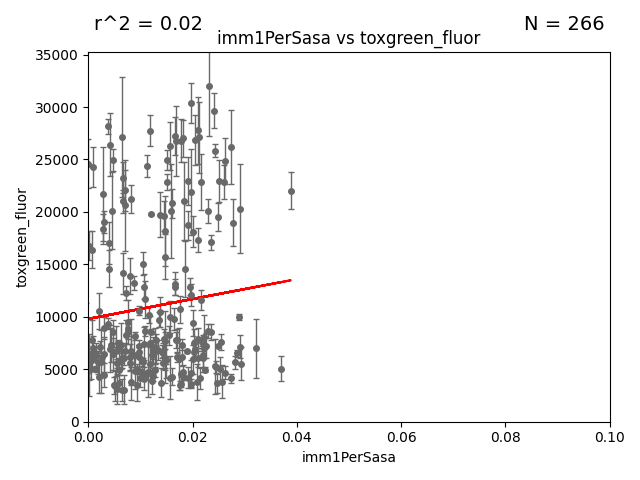 r^2 = 0.02
N = 266
imm1PerSasa vs toxgreen_fluor
35000
30000
25000
20000
15000
10000
5000
0
toxgreen_fluor
0.00
0.02
0.04
0.06
0.08
0.10
imm1PerSasa